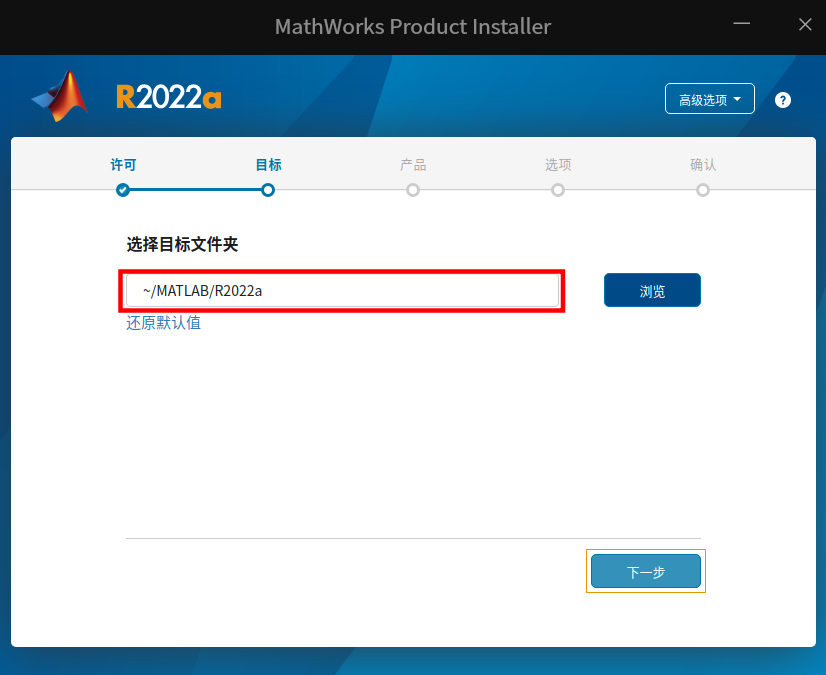 MathWorks Product Installer
R2022a
高级选项
?
许可
目标
产品
选项
确认
选择目标文件夹
~/MATLAB/R2022a
浏览
还原默认值
下一步